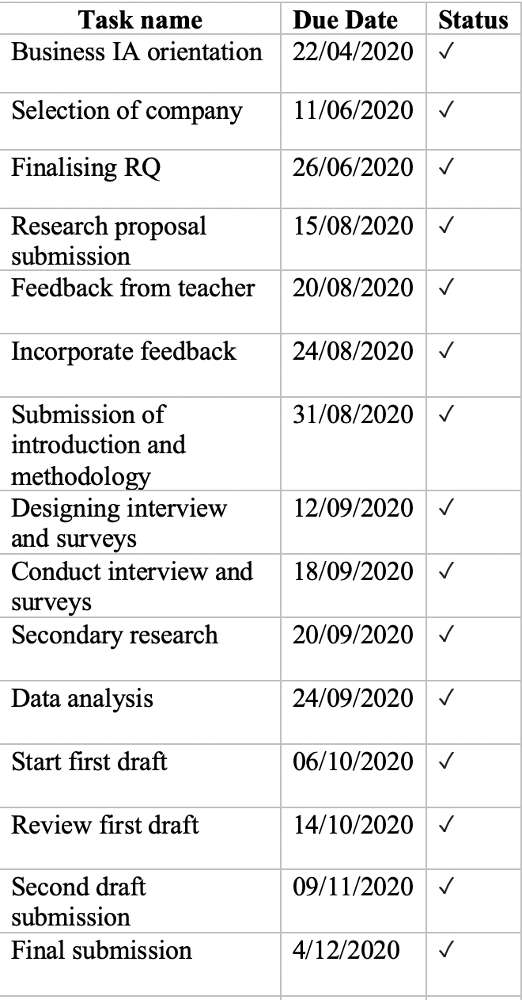 Task name Due Date Status
Business IA orientation 22/04/2020 ✓
Selection of company 11/06/2020 ✓
Finalising RQ 26/06/2020 ✓
Research proposal 15/08/2020 ✓
submission
Feedback from teacher 20/08/2020 ✓
Incorporate feedback 24/08/2020 ✓
Submission of 31/08/2020 ✓
introduction and
methodology
Designing interview 12/09/2020 ✓
and surveys
Conduct interview and 18/09/2020 ✓
surveys
Secondary research 20/09/2020 ✓
Data analysis 24/09/2020 ✓
Start first draft 06/10/2020 ✓
Review first draft 14/10/2020 ✓
Second draft 09/11/2020 ✓
submission
Final submission 4/12/2020 ✓